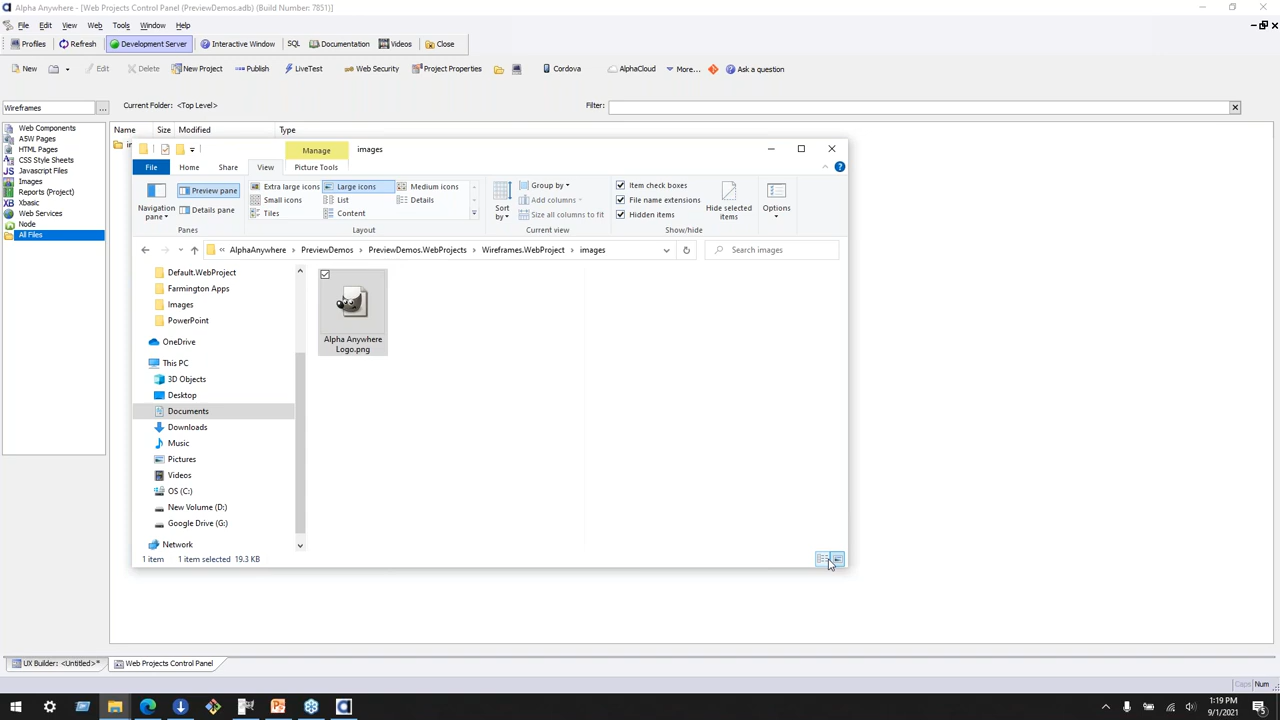 Alpha Anywhere - [Web Projects Control Panel (PreviewDemos.adb) (Build Number: 7851)]
File Edit View Web Tools Window Help
Profiles Refresh Development Server Interactive Window SQL Documentation Videos Close
New Edit Delete New Project Publish LiveTest Web Security Project Properties Cordova AlphaCloud More... Ask a question
Wireframes ... Current Folder: <Top Level> Filter:
Web Components
A5W Pages
HTML Pages
CSS Style Sheets
Javascript Files
Images
Reports (Project)
Xbasic
Web Services
Node
All Files
Name Size Modified Type
Manage images
File Home Share View Picture Tools
Navigation pane
Preview pane
Details pane
Panes
Extra large icons Large icons Medium icons
Small icons List Details
Tiles Content
Layout
Sort by
Group by
Add columns
Size all columns to fit
Current view
Item check boxes
File name extensions
Hidden items
Hide selected items
Show/hide
Options
« AlphaAnywhere PreviewDemos PreviewDemos.WebProjects Wireframes.WebProject images Search images
Default.WebProject
Farmington Apps
Images
PowerPoint
OneDrive
This PC
3D Objects
Desktop
Documents
Downloads
Music
Pictures
Videos
OS (C:)
New Volume (D:)
Google Drive (G:)
Network
Alpha Anywhere
Logo.png
1 item 1 item selected 19.3 KB
UX Builder: <Untitled>* Web Projects Control Panel
Caps Num
1:19 PM
9/1/2021
5